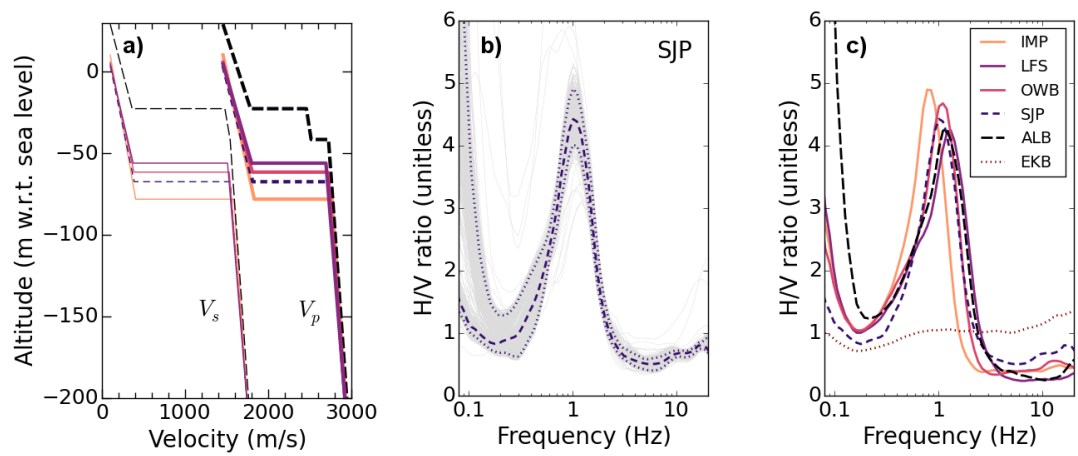 a)
0
−50
−100
−150
−200
Altitude (m w.r.t. sea level)
0 1000 2000 3000
Velocity (m/s)
Vs
Vp
b)
SJP
6
5
4
3
2
1
0
H/V ratio (unitless)
0.1 1 10
Frequency (Hz)
c)
IMP
LFS
OWB
SJP
ALB
EKB
6
5
4
3
2
1
0
H/V ratio (unitless)
0.1 1 10
Frequency (Hz)